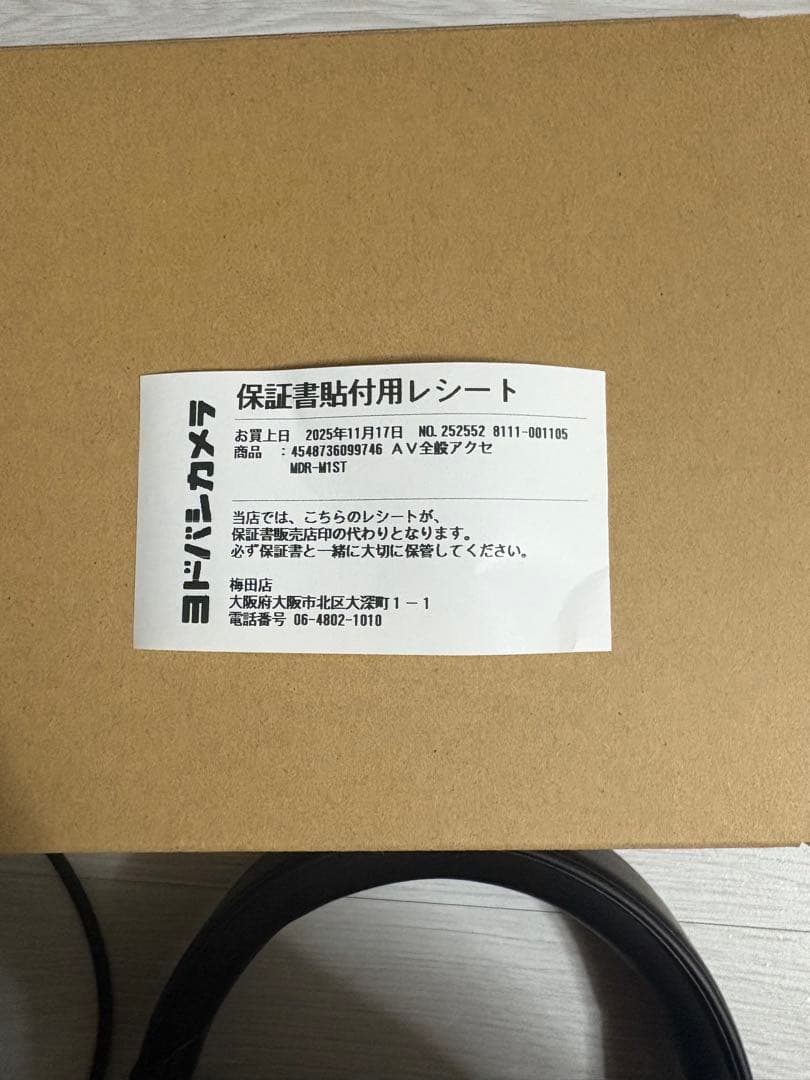 ヨドバシカメラ
保証書貼付用レシート
お買上日 2025年11月17日 NO. 252552 8111-001105
商品 :4548736099746 AV全般アクセ
MDR-M1ST
当店では、こちらのレシートが、
保証書販売店印の代わりとなります。
必ず保証書と一緒に大切に保管してください。
梅田店
大阪府大阪市北区大深町1-1
電話番号 06-4802-1010